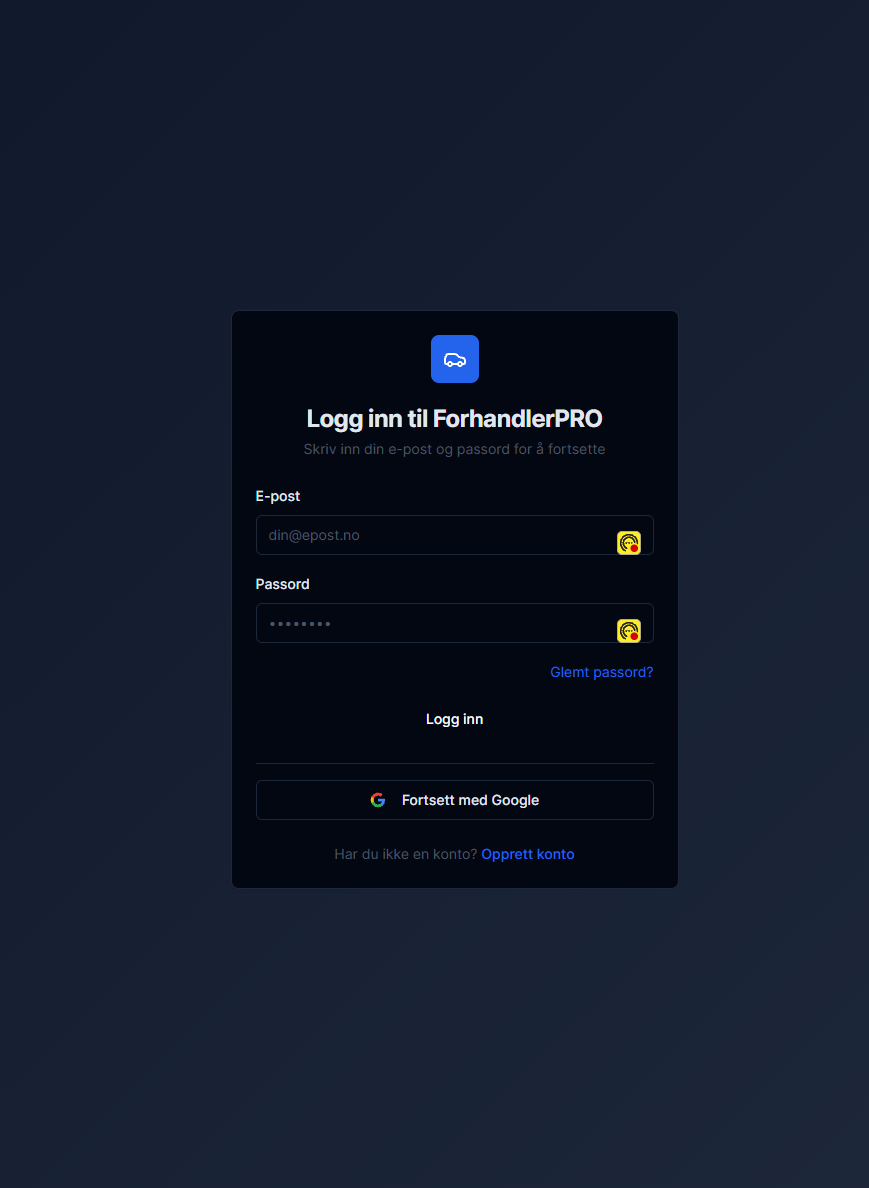 Logg inn til ForhandlerPRO
Skriv inn din e-post og passord for å fortsette
E-post
din@epost.no
Passord
••••••••
Glemt passord?
Logg inn
Fortsett med Google
Har du ikke en konto? Opprett konto